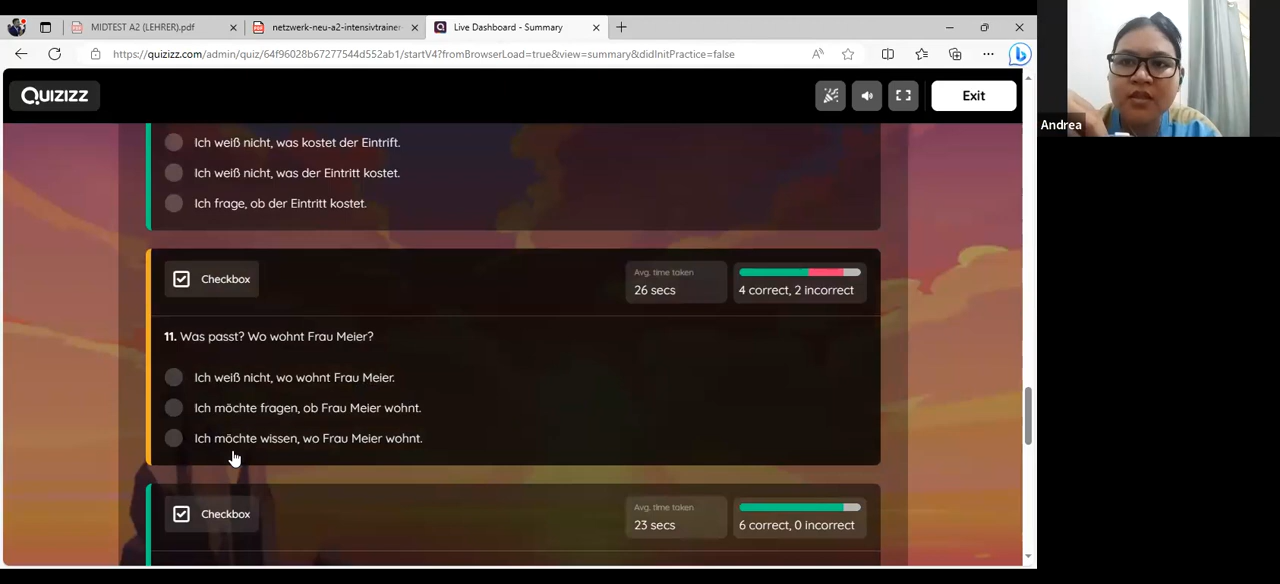 MIDTEST A2 (LEHRER).pdf
netzwerk-neu-a2-intensivtrainer-
Live Dashboard - Summary
https://quizizz.com/admin/quiz/64f96028b67277544d552ab1/startV4?fromBrowserLoad=true&view=summary&didInitPractice=false
QUIZIZZ
Exit
Andrea
Ich weiß nicht, was kostet der Eintrift.
Ich weiß nicht, was der Eintritt kostet.
Ich frage, ob der Eintritt kostet.
Checkbox
Avg. time taken
26 secs
4 correct, 2 incorrect
11. Was passt? Wo wohnt Frau Meier?
Ich weiß nicht, wo wohnt Frau Meier.
Ich möchte fragen, ob Frau Meier wohnt.
Ich möchte wissen, wo Frau Meier wohnt.
Checkbox
Avg. time taken
23 secs
6 correct, 0 incorrect